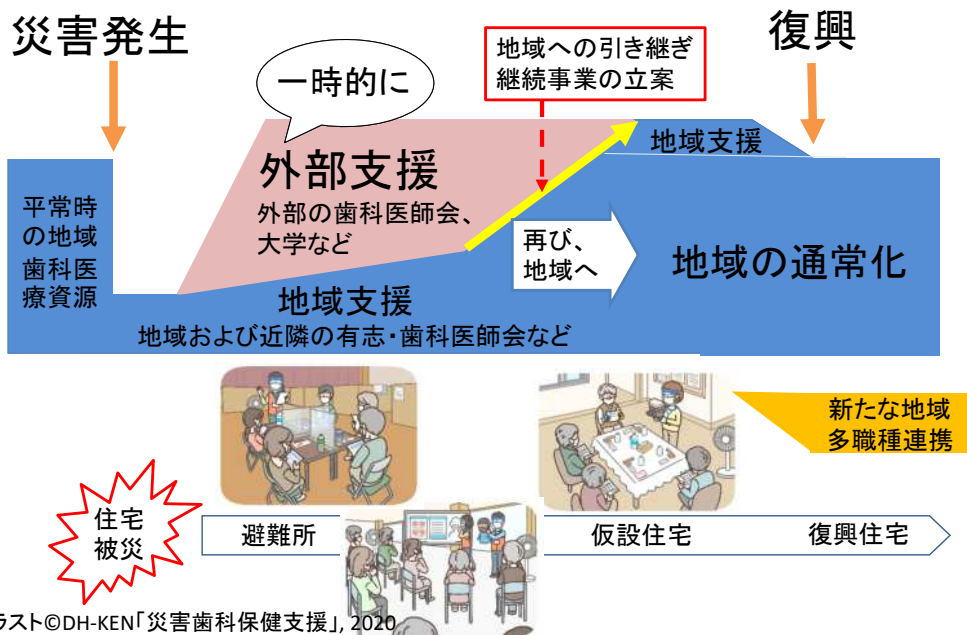 災害発生
復興
一時的に
地域への引き継ぎ
継続事業の立案
地域支援
外部支援
外部の歯科医師会、
大学など
平常時
の地域
歯科医
療資源
再び、
地域へ
地域の通常化
地域支援
地域および近隣の有志・歯科医師会など
新たな地域
多職種連携
住宅
被災
避難所
仮設住宅
復興住宅
ラスト©DH-KEN「災害歯科保健支援」, 2020